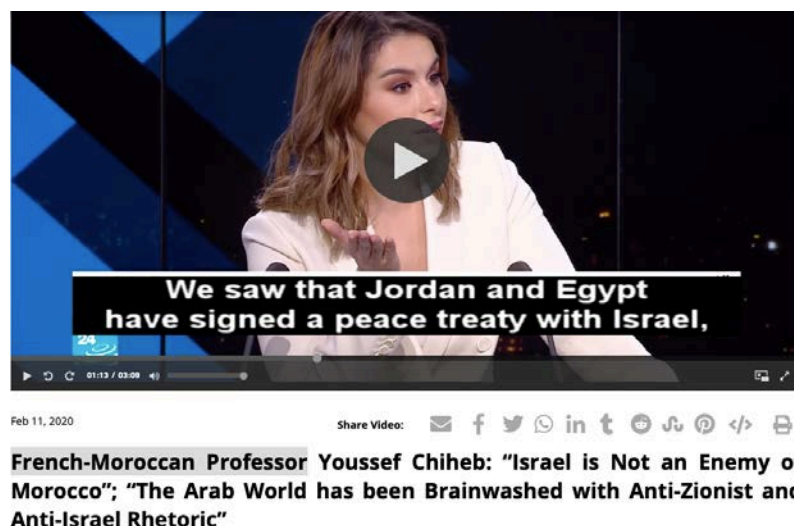 We saw that Jordan and Egypt
have signed a peace treaty with Israel,
24
01:13 / 03:09
Feb 11, 2020
Share Video:
French-Moroccan Professor Youssef Chiheb: “Israel is Not an Enemy o
Morocco”; “The Arab World has been Brainwashed with Anti-Zionist and
Anti-Israel Rhetoric”